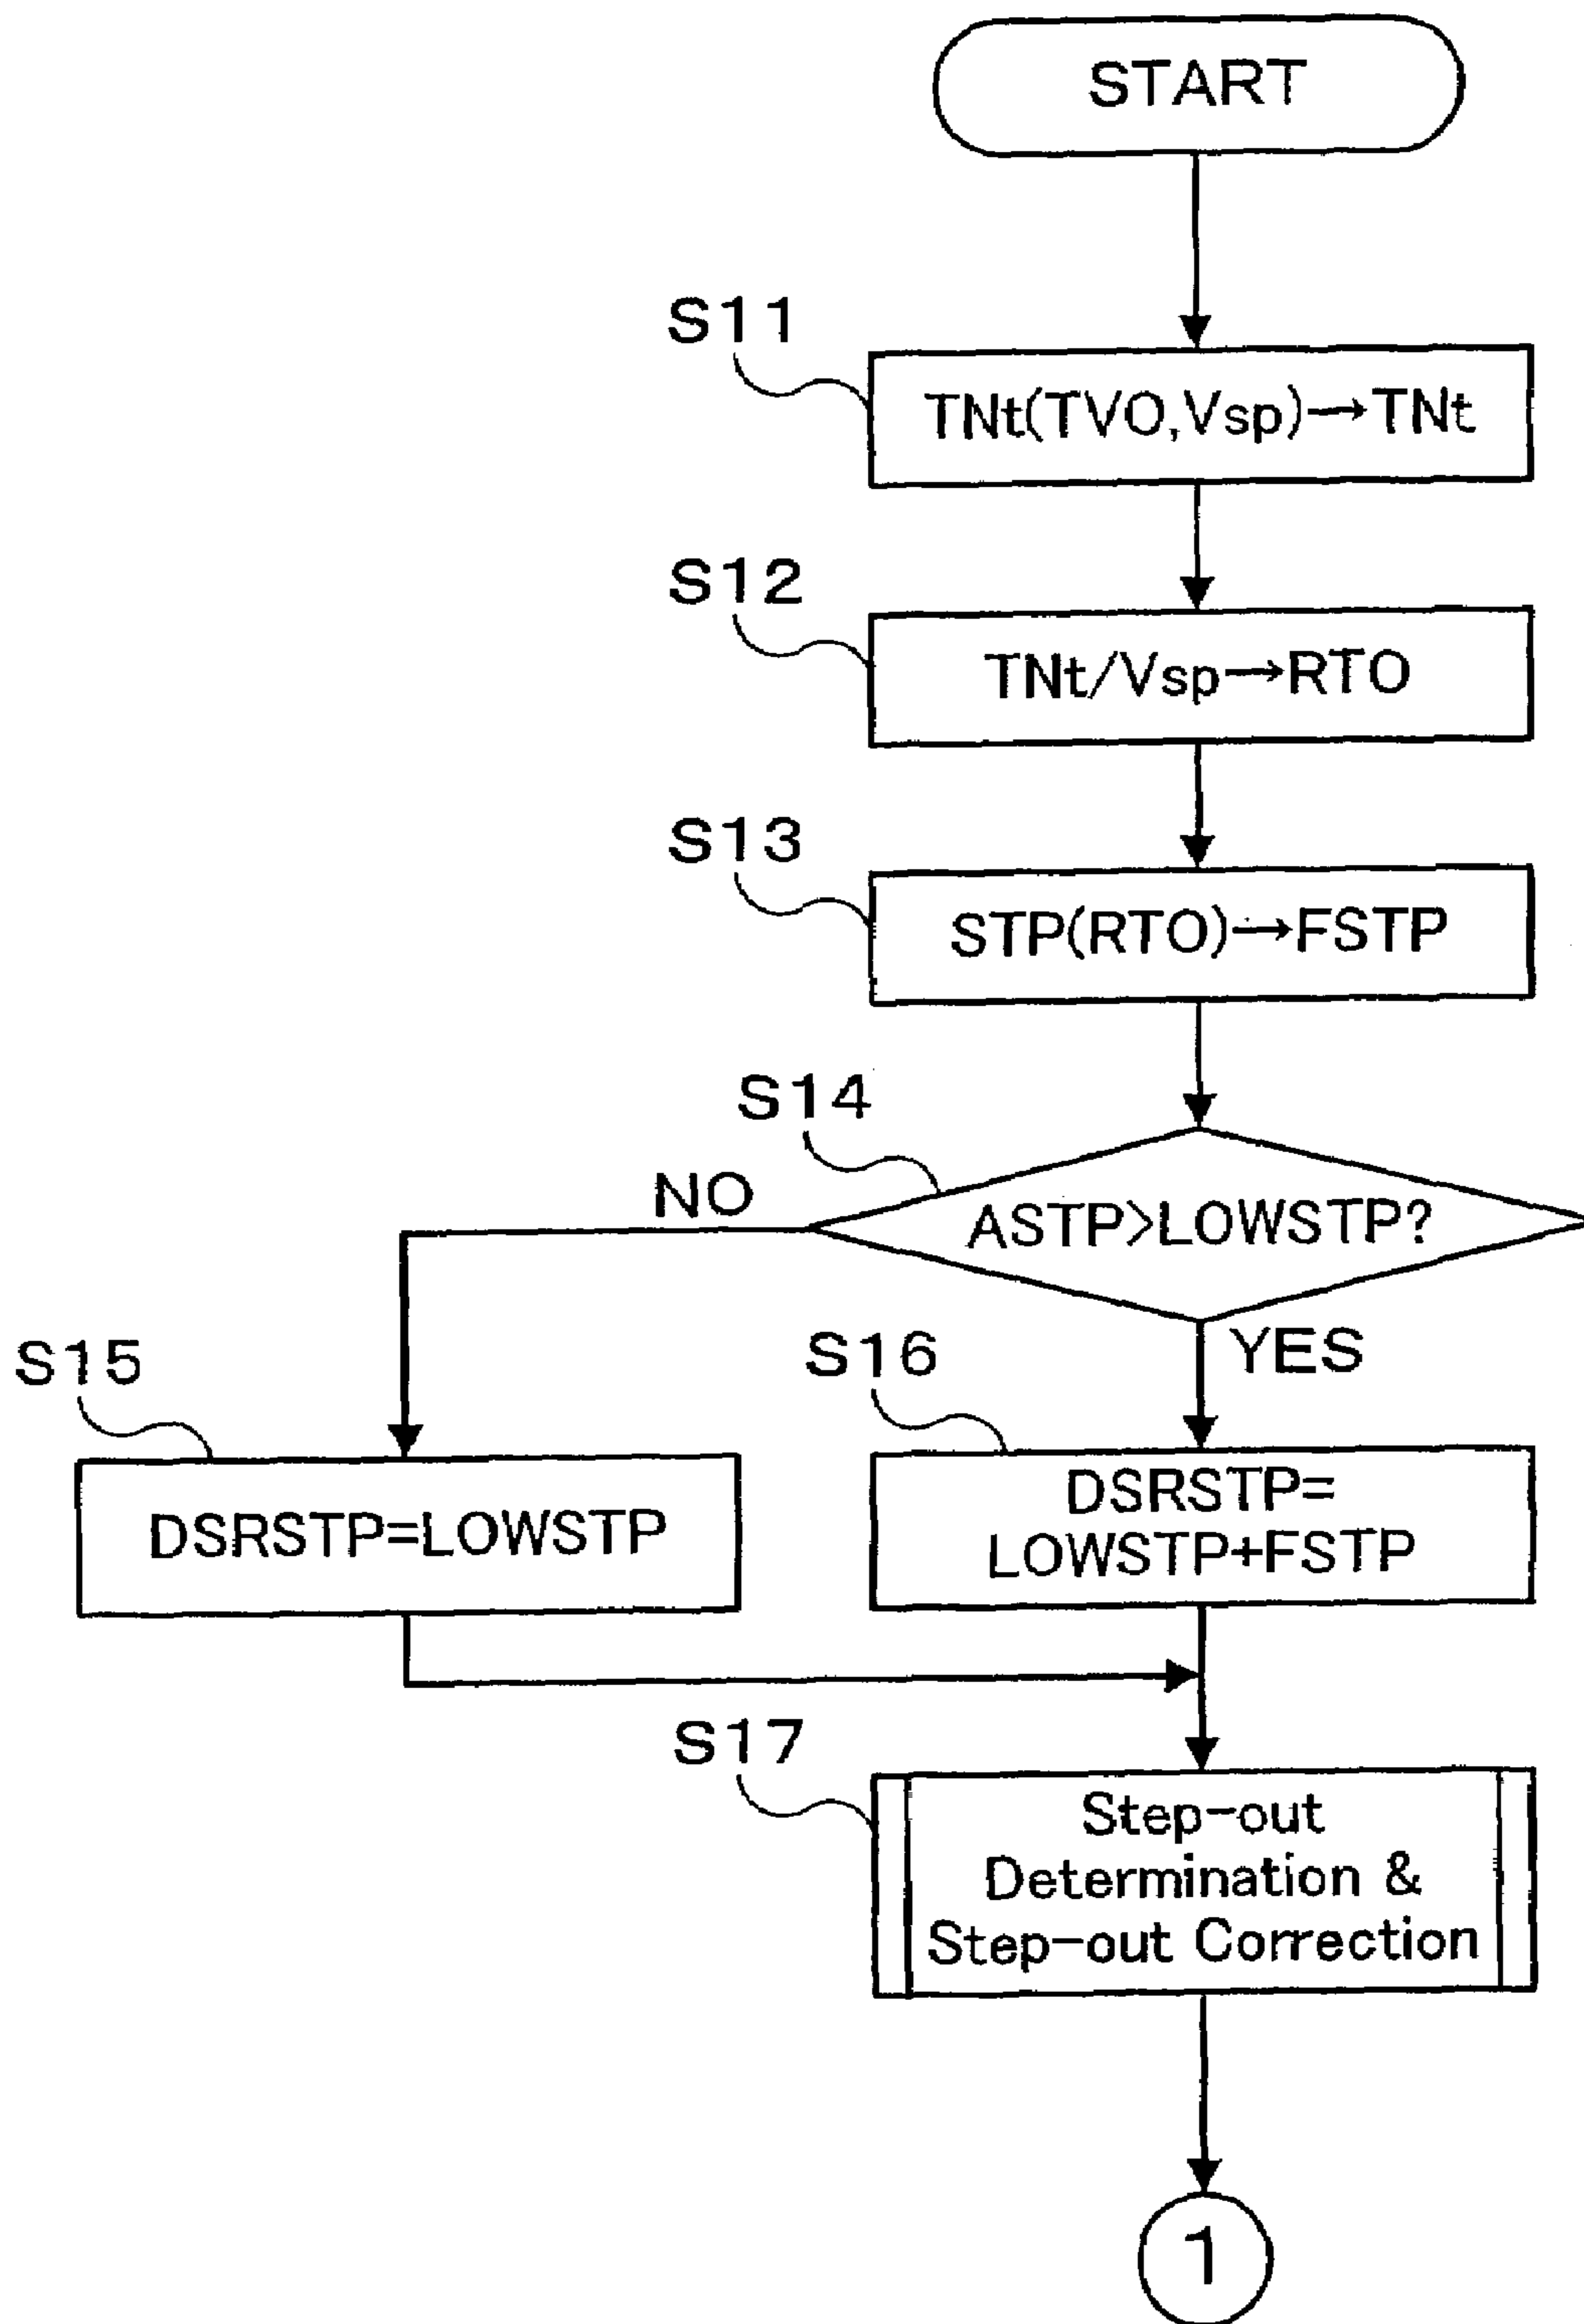 START
S11
TNt(TVO,Vsp)→TNt
S12
TNt/Vsp→RTO
S13
STP(RTO)→FSTP
S14
NO
ASTP>LOWSTP?
YES
S15
DSRSTP=LOWSTP
S16
DSRSTP=
LOWSTP+FSTP
S17
Step-out
Determination &
Step-out Correction
1